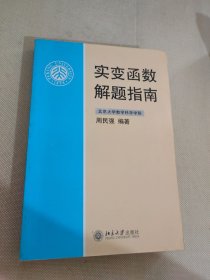 实变函数
解题指南
北京大学数学科学学院
周民强 编著
北京大学出版社